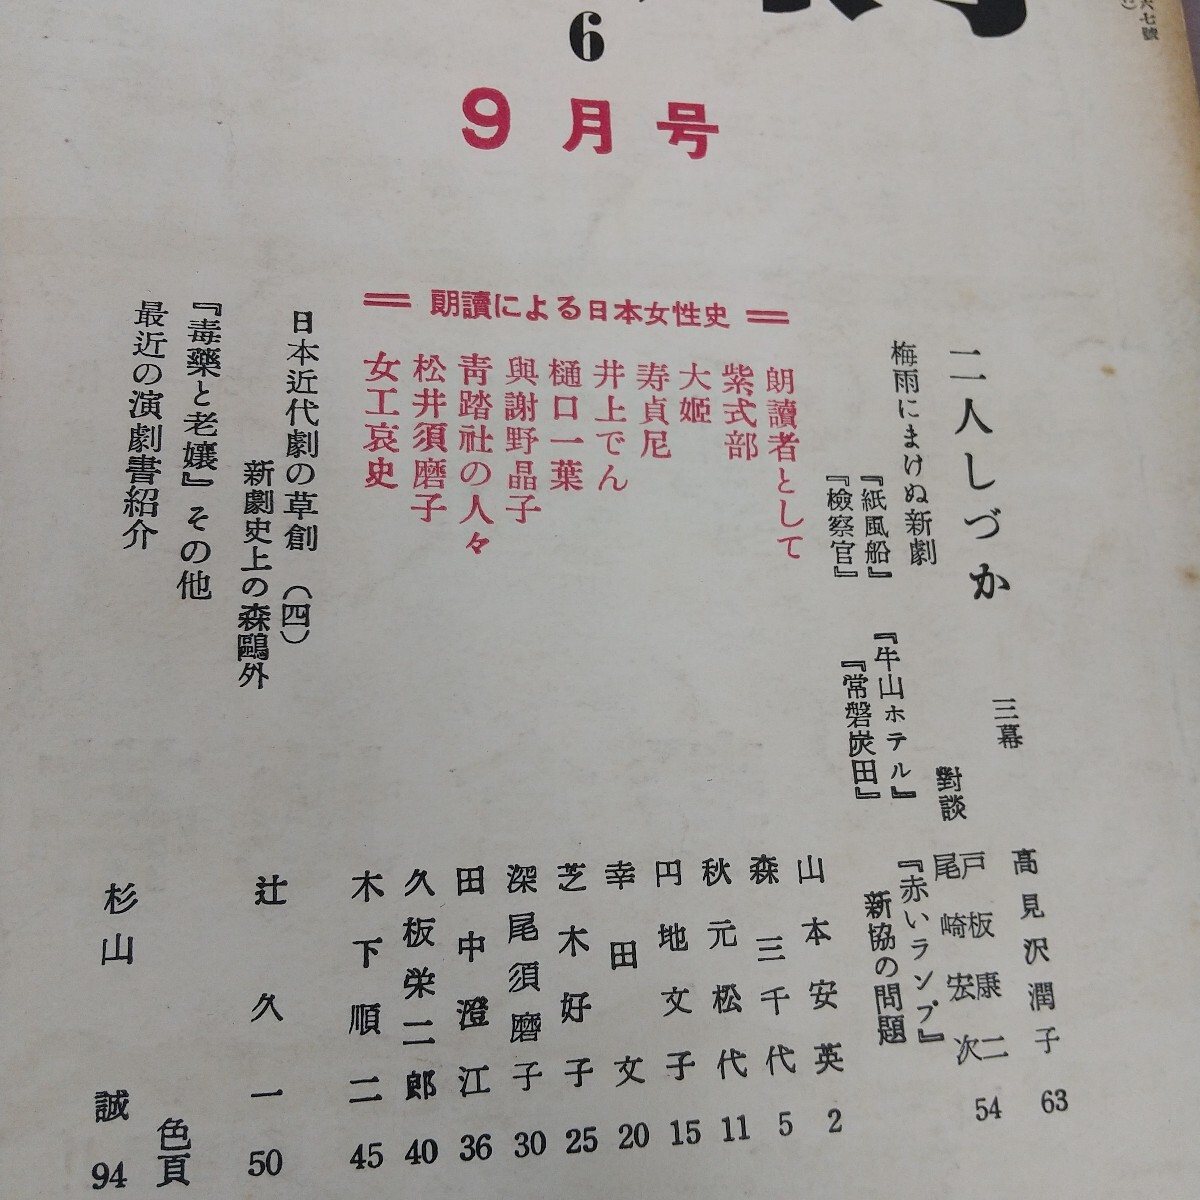 6
9月号
二人しづか 三幕 高見沢潤子 63
梅雨にまけぬ新劇 對談 戸板康二 尾崎宏次 54
『紙風船』 『牛山ホテル』 『赤いランプ』
『檢察官』 『常磐炭田』 新協の問題
朗讀による日本女性史
朗讀者として 山本安英 2
紫式部 森三千代 5
大姫 秋元松代 11
寿貞尼 円地文子 15
井上でん 幸田文 20
樋口一葉 芝木好子 25
與謝野晶子 深尾須磨子 30
靑踏社の人々 田中澄江 36
松井須磨子 久板栄二郎 40
女工哀史 木下順二 45
日本近代劇の草創(四)
新劇史上の森鷗外 辻久一 50
『毒藥と老嬢』その他 色頁
最近の演劇書紹介 杉山誠 94
六七號